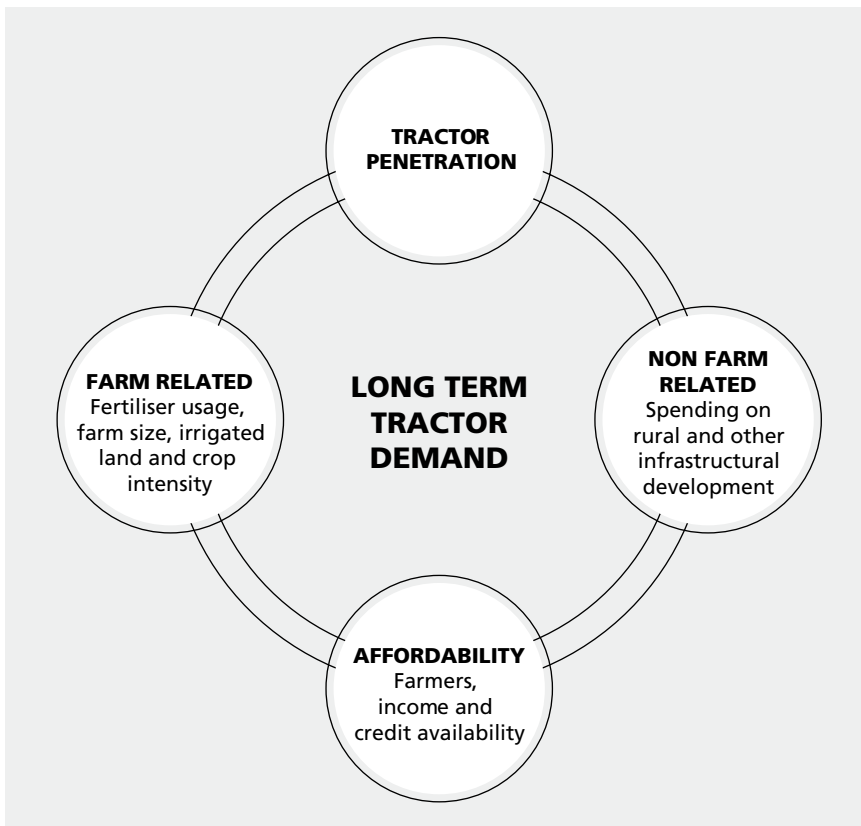 TRACTOR
PENETRATION
FARM RELATED
Fertiliser usage,
farm size, irrigated
land and crop
intensity
LONG TERM
TRACTOR
DEMAND
NON FARM
RELATED
Spending on
rural and other
infrastructural
development
AFFORDABILITY
Farmers,
income and
credit availability